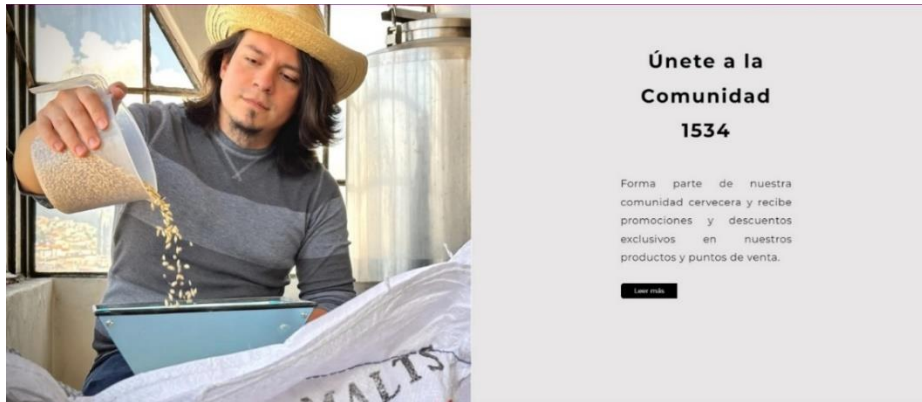 Únete a la
Comunidad
1534
Forma parte de nuestra
comunidad cervecera y recibe
promociones y descuentos
exclusivos en nuestros
productos y puntos de venta.
Leer más
MALTS